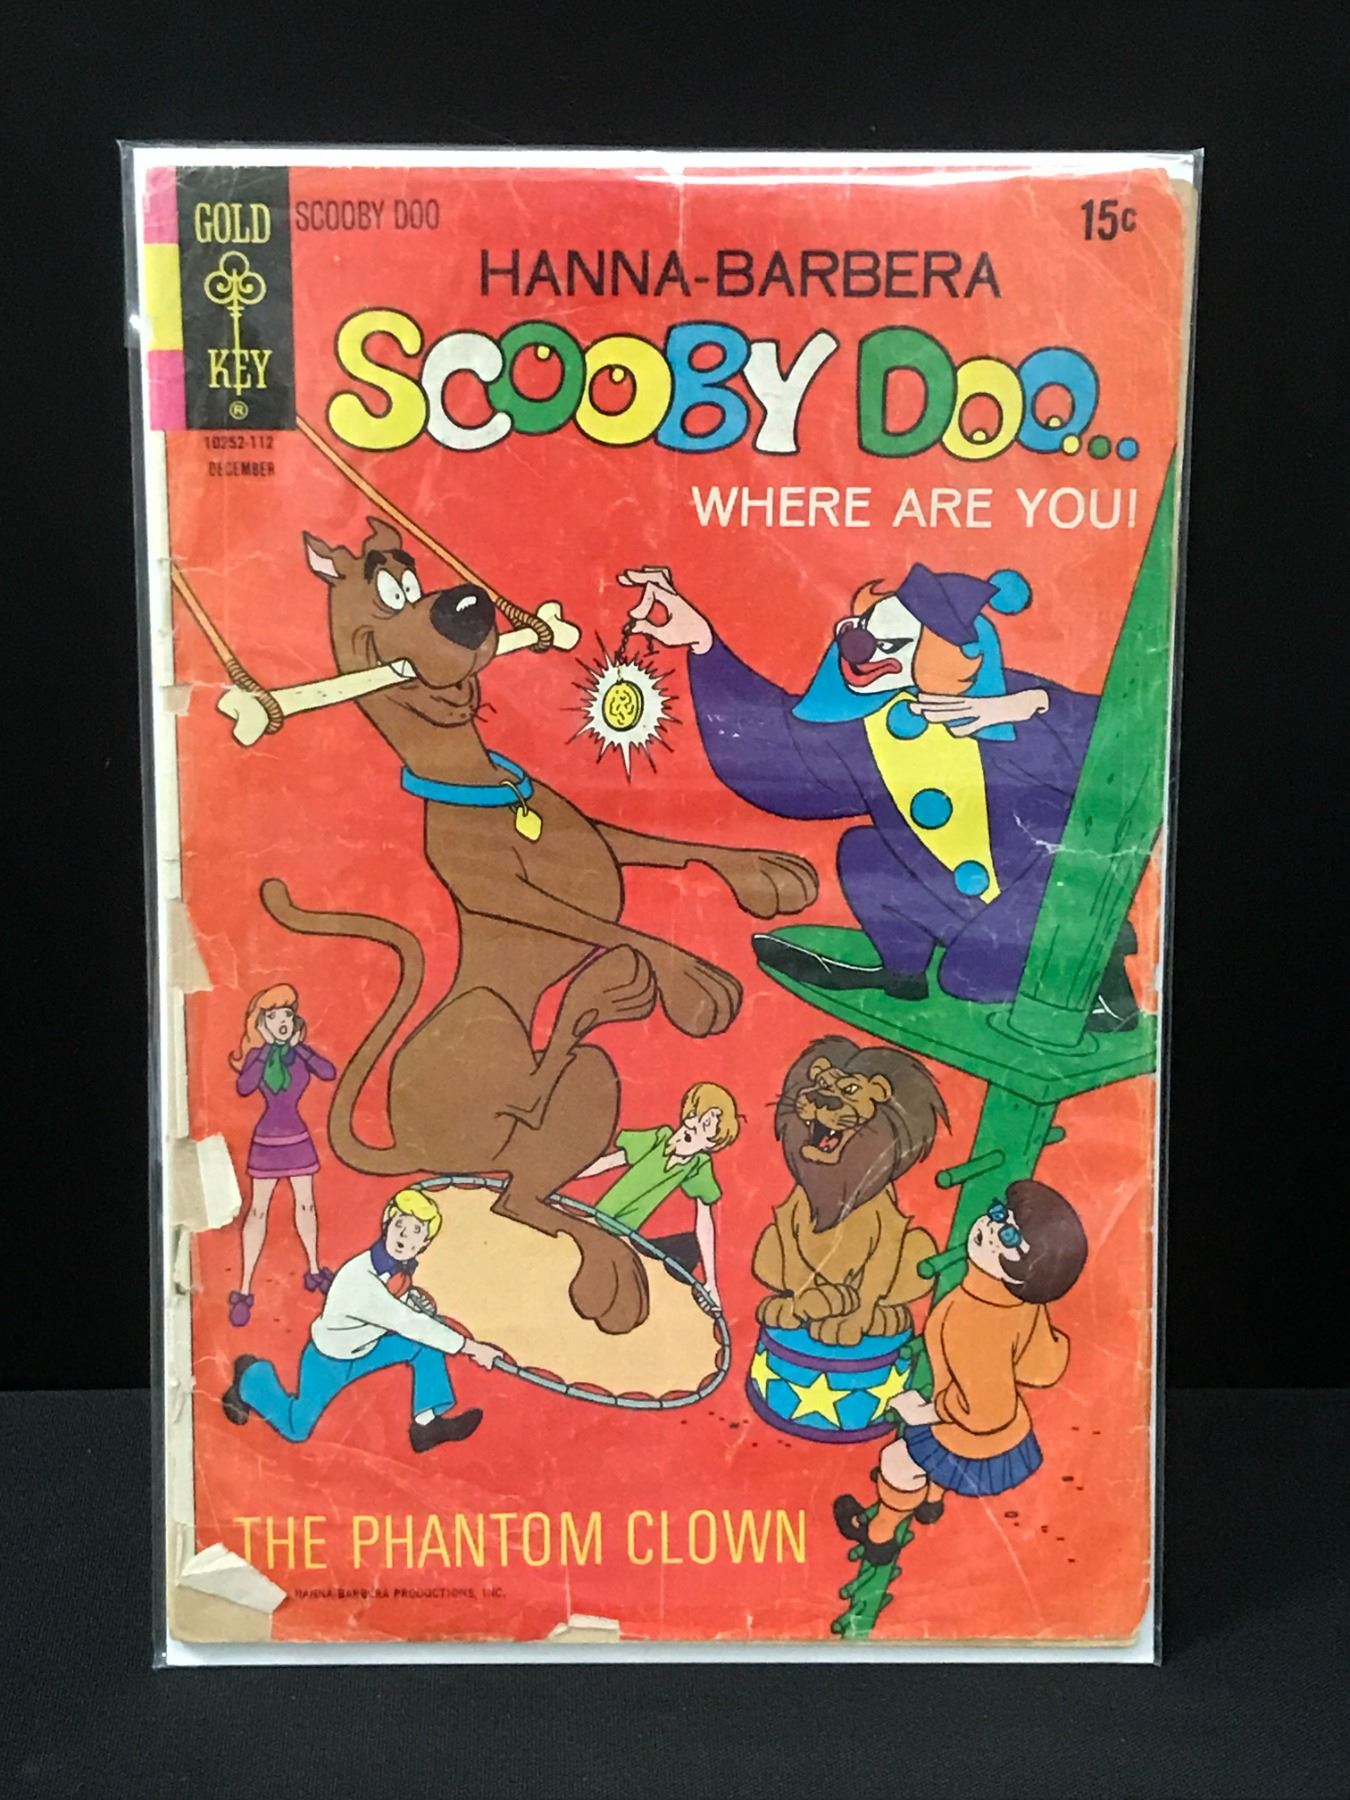 GOLD
KEY
®
SCOOBY DOO
15¢
10252-112
DECEMBER
HANNA-BARBERA
SCOOBY DOO...
WHERE ARE YOU!
THE PHANTOM CLOWN
HANNA-BARBERA PRODUCTIONS, INC.